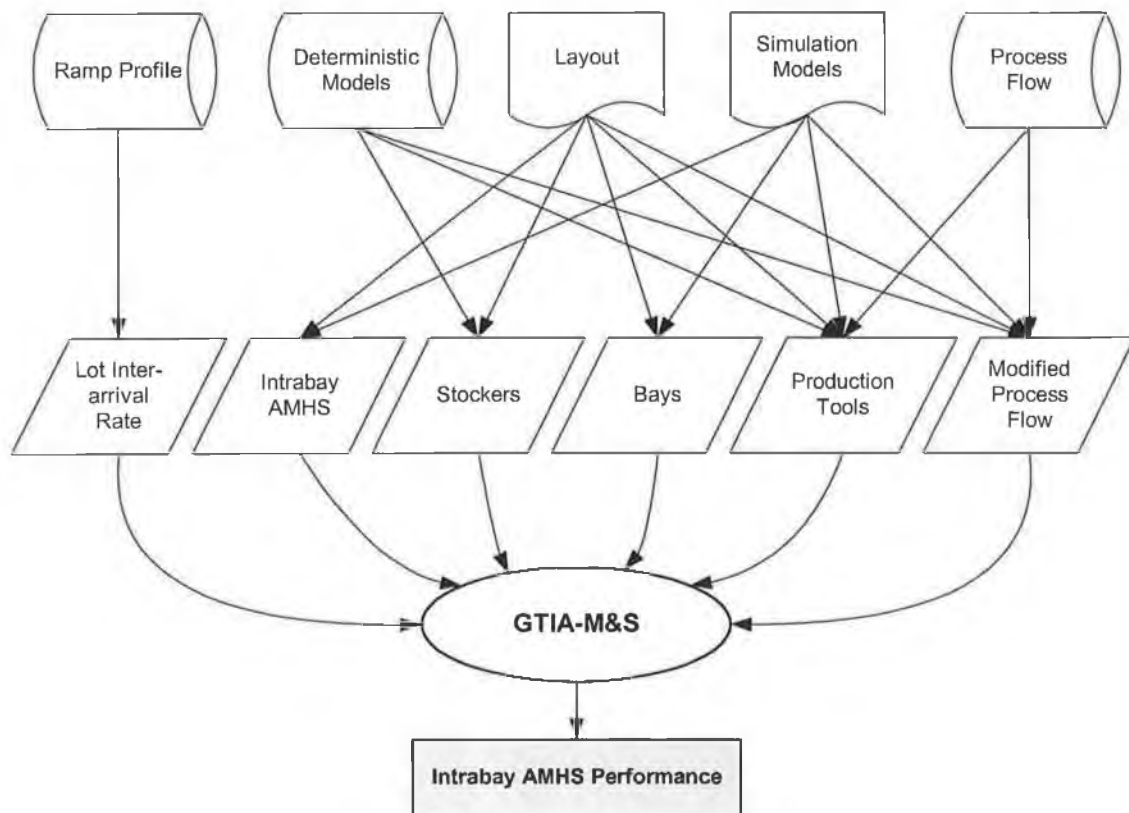 Ramp Profile
Deterministic
Models
Layout
Simulation
Models
Process
Flow
Lot Inter-
arrival
Rate
Intrabay
AMHS
Stockers
Bays
Production
Tools
Modified
Process
Flow
GTIA-M&S
Intrabay AMHS Performance